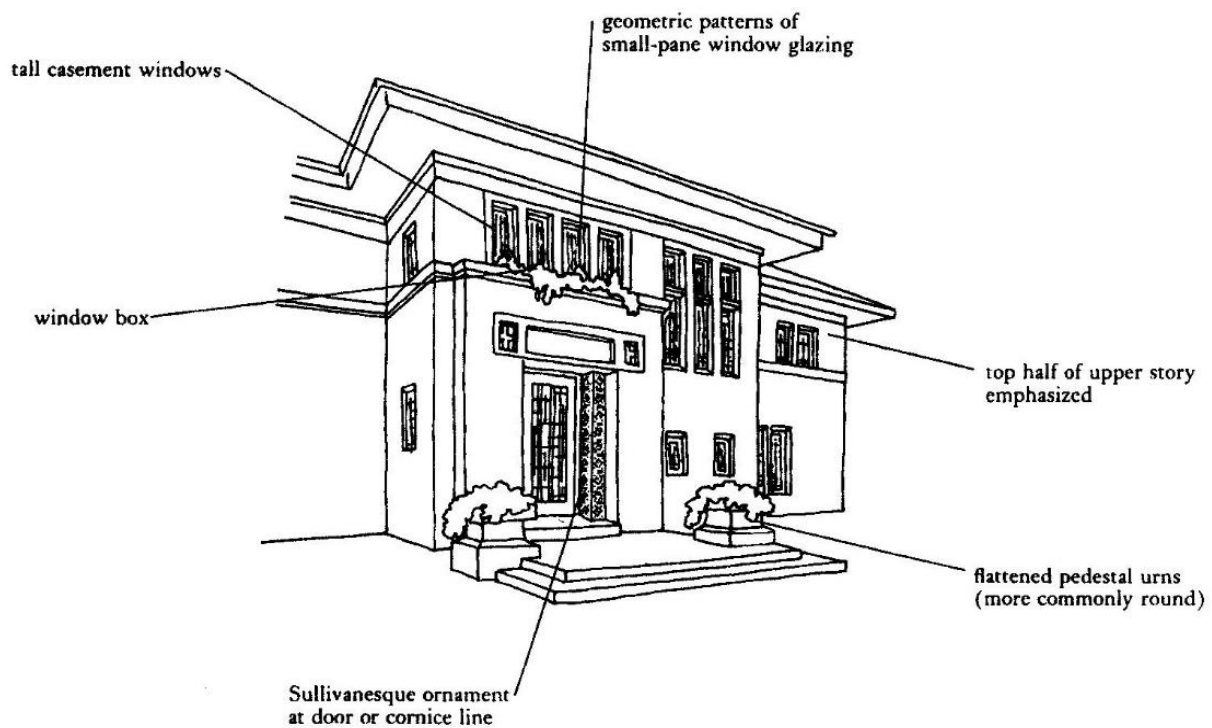 geometric patterns of
small-pane window glazing
tall casement windows
window box
top half of upper story
emphasized
flattened pedestal urns
(more commonly round)
Sullivanesque ornament
at door or cornice line